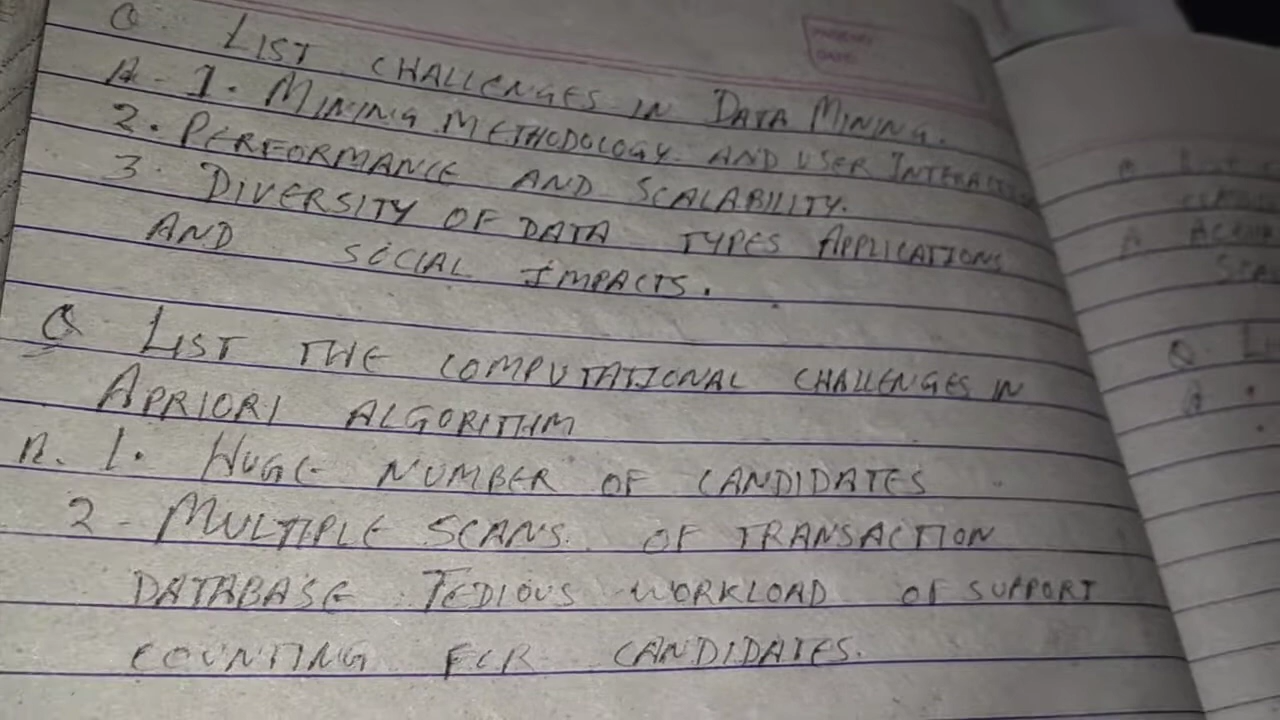 Q. LIST CHALLENGES IN DATA MINING.
A. 1. MINING METHODOLOGY AND USER
2. PERFORMANCE AND SCALABILITY.
3. DIVERSITY OF DATA TYPES APPLICATIONS
AND SOCIAL IMPACTS.
Q LIST THE COMPUTATIONAL CHALLENGES IN
APRIORI ALGORITHM
A. 1. HUGE NUMBER OF CANDIDATES
2 - MULTIPLE SCANS OF TRANSACTION
DATABASE TEDIOUS WORKLOAD OF SUPPORT
COUNTING FOR CANDIDATES.